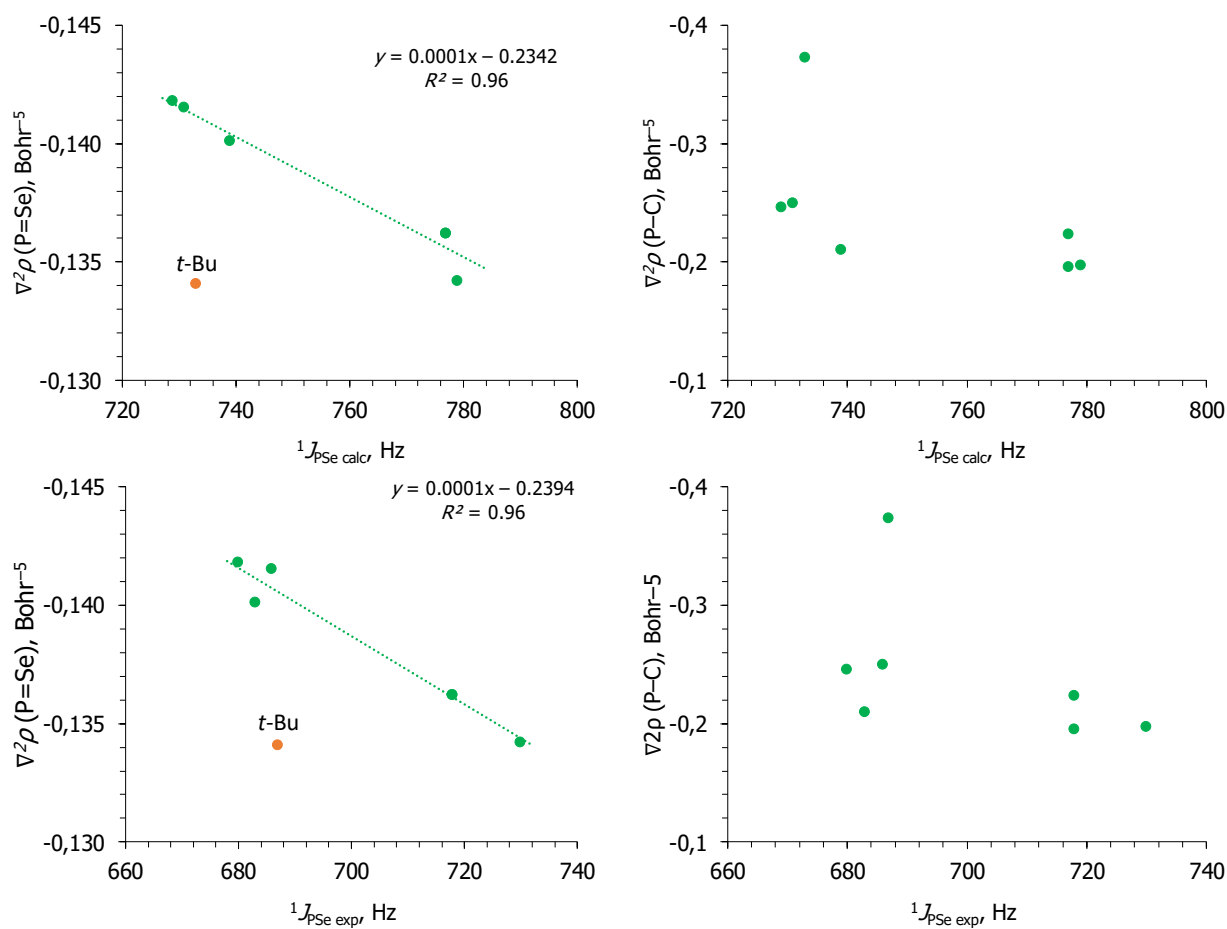 y = 0.0001x – 0.2342
R² = 0.96
-0,145
-0,140
-0,135
-0,130
∇²ρ (P=Se), Bohr⁻⁵
t-Bu
720 740 760 780 800
¹J_PSe calc, Hz
-0,4
-0,3
-0,2
-0,1
∇²ρ (P–C), Bohr⁻⁵
720 740 760 780 800
¹J_PSe calc, Hz
y = 0.0001x – 0.2394
R² = 0.96
-0,145
-0,140
-0,135
-0,130
∇²ρ (P=Se), Bohr⁻⁵
t-Bu
660 680 700 720 740
¹J_PSe exp, Hz
-0,4
-0,3
-0,2
-0,1
∇2ρ (P–C), Bohr–5
660 680 700 720 740
¹J_PSe exp, Hz